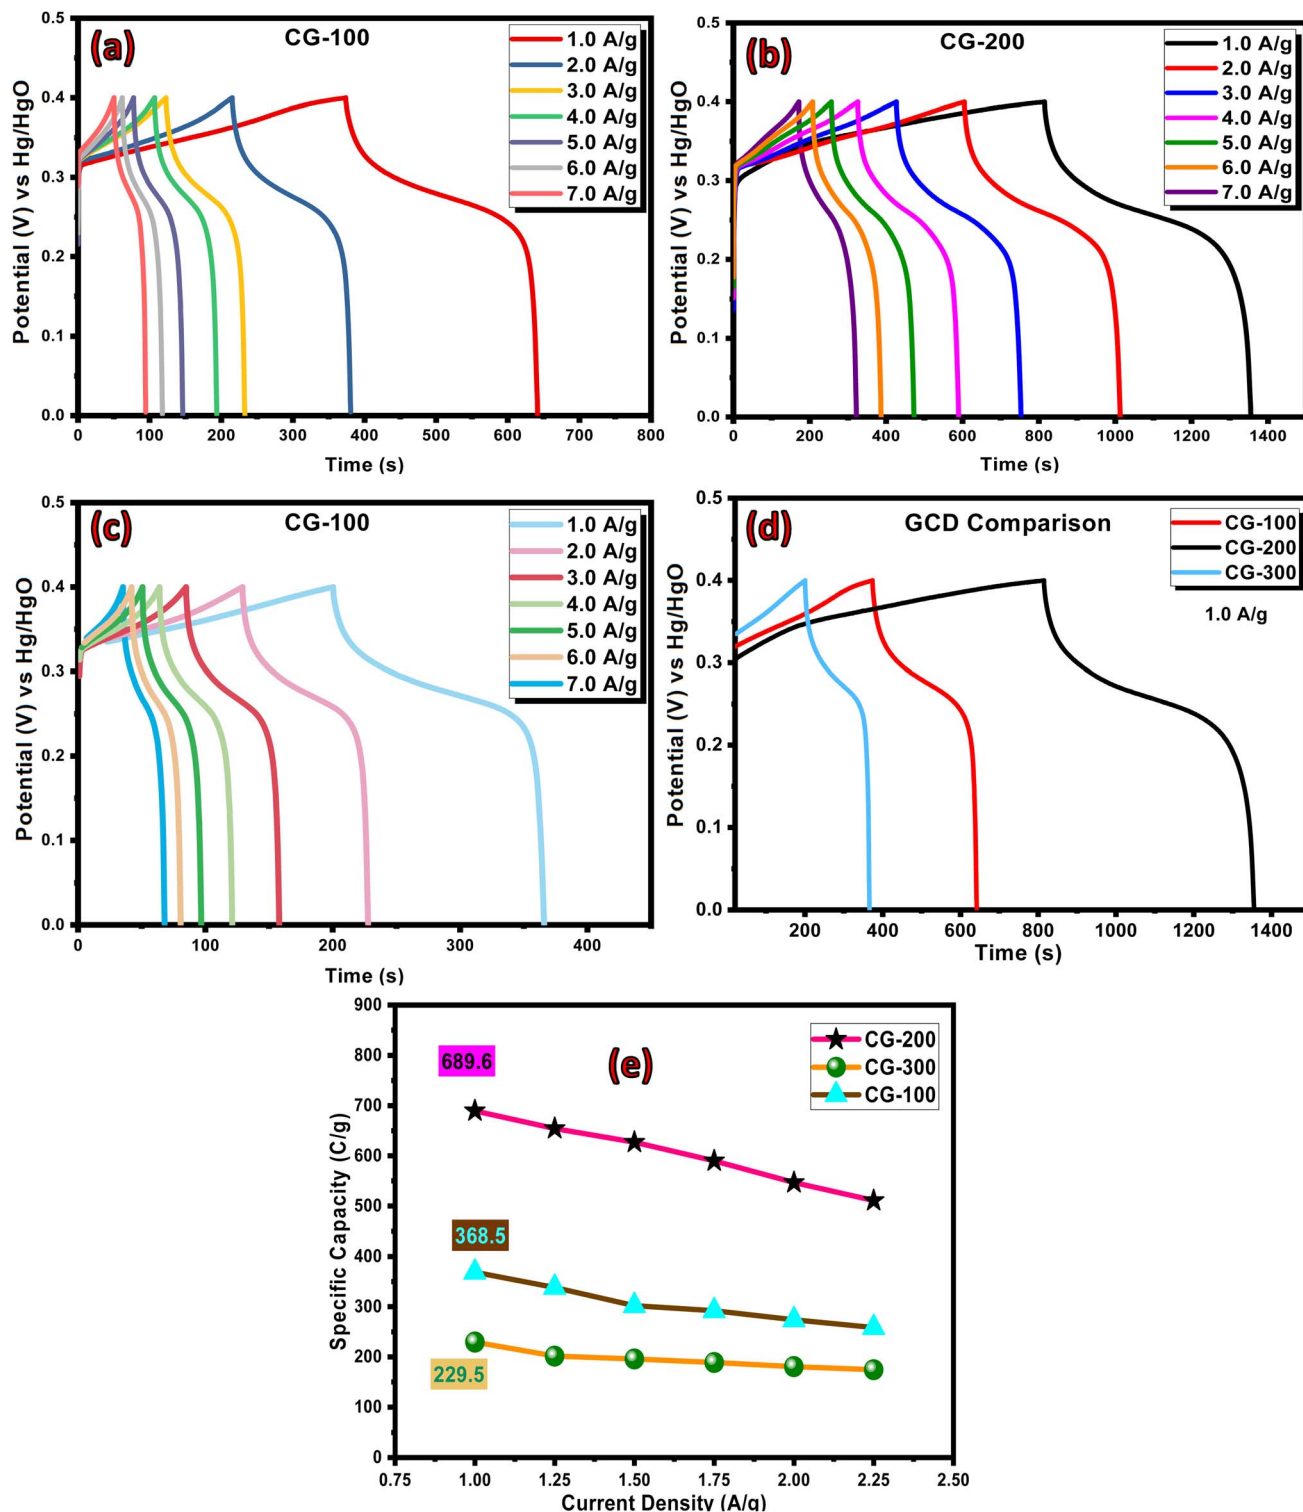 (a)
CG-100
1.0 A/g
2.0 A/g
3.0 A/g
4.0 A/g
5.0 A/g
6.0 A/g
7.0 A/g
0.5
0.4
0.3
0.2
0.1
0.0
Potential (V) vs Hg/HgO
0 100 200 300 400 500 600 700 800
Time (s)
(b)
CG-200
1.0 A/g
2.0 A/g
3.0 A/g
4.0 A/g
5.0 A/g
6.0 A/g
7.0 A/g
0.5
0.4
0.3
0.2
0.1
0.0
Potential (V) vs Hg/HgO
0 200 400 600 800 1000 1200 1400
Time (s)
(c)
CG-100
1.0 A/g
2.0 A/g
3.0 A/g
4.0 A/g
5.0 A/g
6.0 A/g
7.0 A/g
0.5
0.4
0.3
0.2
0.1
0.0
Potential (V) vs Hg/HgO
0 100 200 300 400
Time (s)
(d)
GCD Comparison
CG-100
CG-200
CG-300
1.0 A/g
0.5
0.4
0.3
0.2
0.1
0.0
Potential (V) vs Hg/HgO
200 400 600 800 1000 1200 1400
Time (s)
(e)
CG-200
CG-300
CG-100
689.6
368.5
229.5
900
800
700
600
500
400
300
200
100
0
Specific Capacity (C/g)
0.75 1.00 1.25 1.50 1.75 2.00 2.25 2.50
Current Density (A/g)